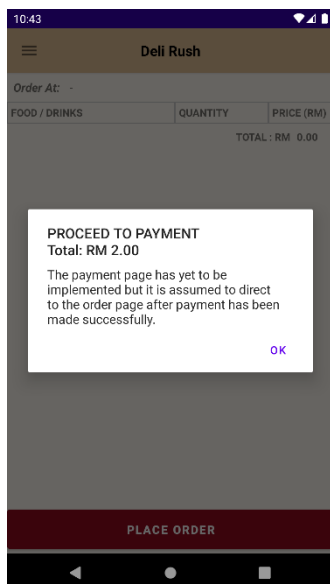 10:43
Deli Rush
Order At: -
FOOD / DRINKS QUANTITY PRICE (RM)
TOTAL : RM 0.00
PROCEED TO PAYMENT
Total: RM 2.00
The payment page has yet to be
implemented but it is assumed to direct
to the order page after payment has been
made successfully.
OK
PLACE ORDER